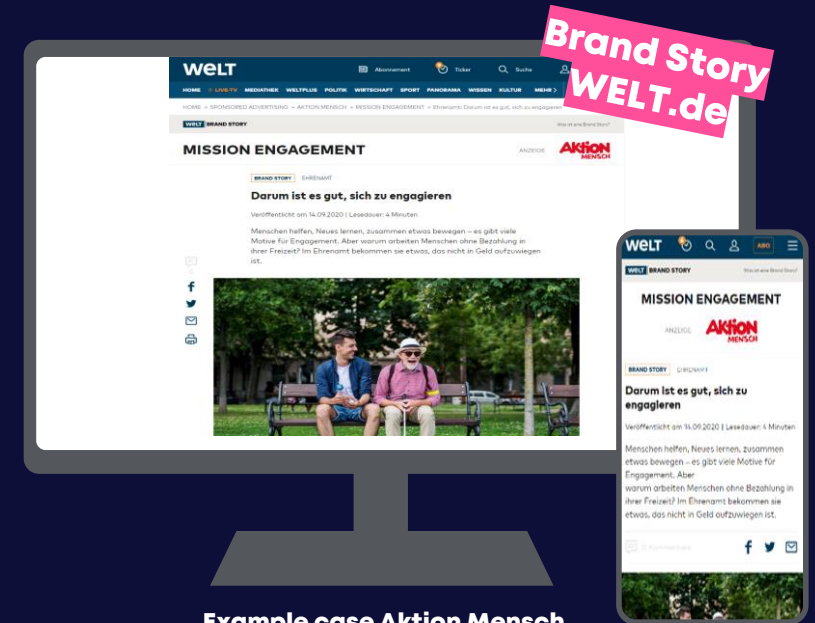 Brand Story
WELT.de
WELT
Abonnement
Ticker
Suche
HOME LIVE-TV MEDIATHEK WELTPLUS POLITIK WIRTSCHAFT SPORT PANORAMA WISSEN KULTUR MEHR
HOME » SPONSORED ADVERTISING » AKTION MENSCH » MISSION ENGAGEMENT » Ehrenamt: Darum ist es gut, sich zu engagieren
WELT BRAND STORY
Was ist eine Brand Story?
MISSION ENGAGEMENT
ANZEIGE
AKTION
MENSCH
BRAND STORY EHRENAMT
Darum ist es gut, sich zu engagieren
Veröffentlicht am 14.09.2020 | Lesedauer: 4 Minuten
Menschen helfen, Neues lernen, zusammen etwas bewegen – es gibt viele
Motive für Engagement. Aber warum arbeiten Menschen ohne Bezahlung in
ihrer Freizeit? Im Ehrenamt bekommen sie etwas, das nicht in Geld aufzuwiegen
ist.
WELT
ABO
WELT BRAND STORY
Was ist eine Brand Story?
MISSION ENGAGEMENT
ANZEIGE
AKTION
MENSCH
BRAND STORY EHRENAMT
Darum ist es gut, sich zu
engagieren
Veröffentlicht am 14.09.2020 | Lesedauer: 4 Minuten
Menschen helfen, Neues lernen, zusammen
etwas bewegen – es gibt viele Motive für
Engagement. Aber
warum arbeiten Menschen ohne Bezahlung in
ihrer Freizeit? Im Ehrenamt bekommen sie
etwas, das nicht in Geld aufzuwiegen ist.
Kommentare
Example case Aktion Mensch